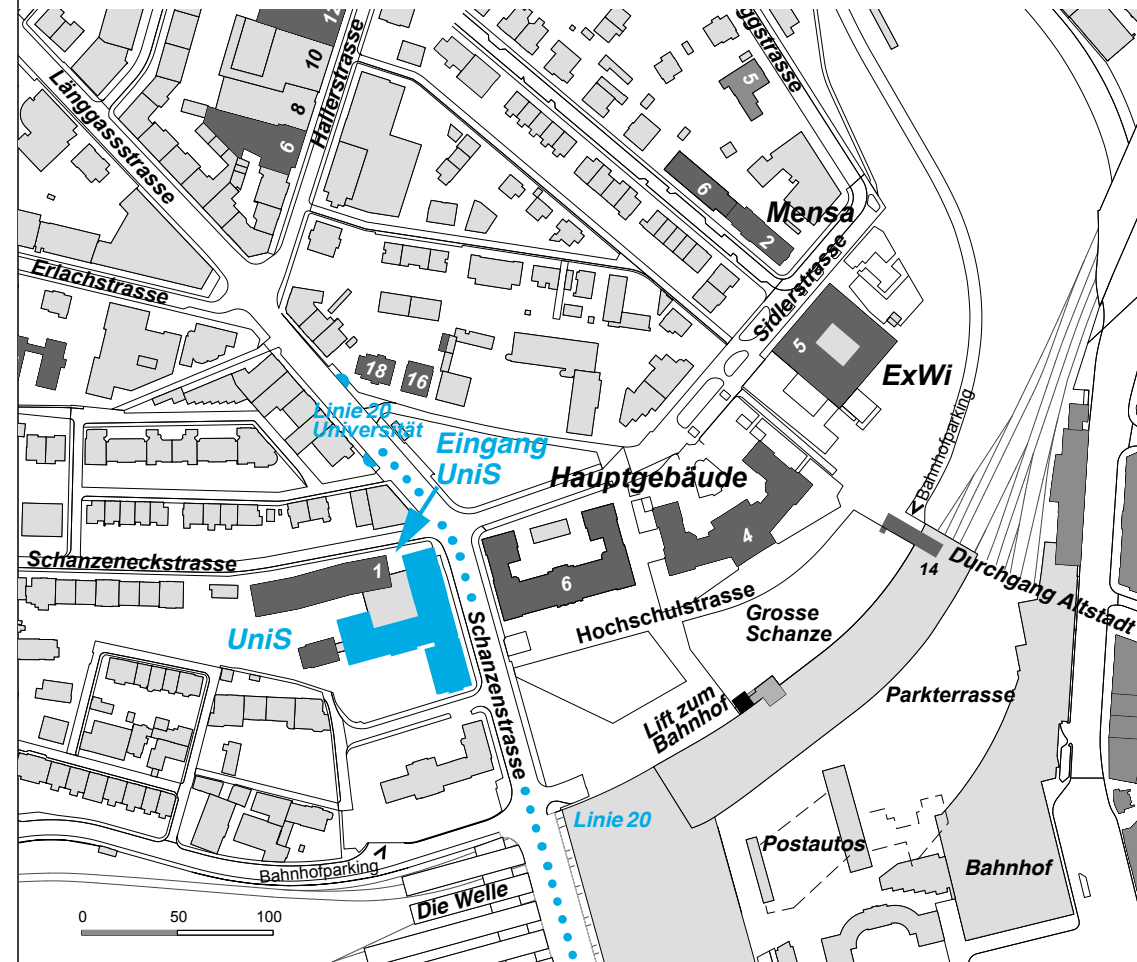 12
10
8
6
Hallerstrasse
Länggassstrasse
ggstrasse
5
6
2
Mensa
Sidlerstrasse
Erlachstrasse
5
ExWi
18
16
Linie 20
Universität
Eingang
UniS
Bahnhofparking
Hauptgebäude
4
6
14
Durchgang Altstadt
Schanzeneckstrasse
1
UniS
Hochschulstrasse
Grosse
Schanze
Schanzenstrasse
Lift zum
Bahnhof
Parkterrasse
Linie 20
Postautos
Bahnhof
Bahnhofparking
Die Welle
0 50 100